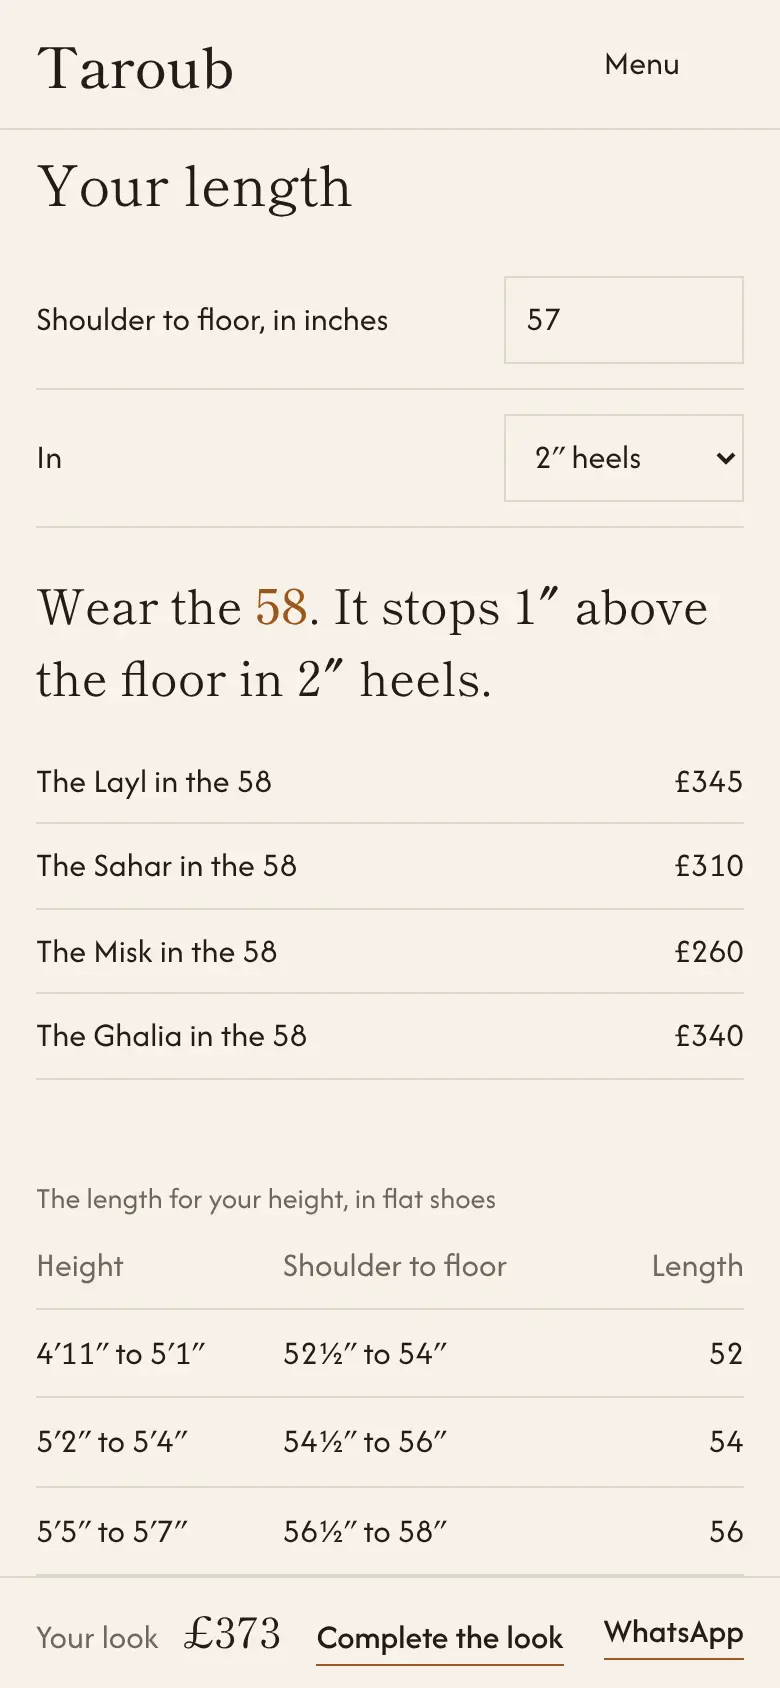 Taroub
Menu
Your length
Shoulder to floor, in inches
57
In
2″ heels
Wear the 58. It stops 1″ above
the floor in 2″ heels.
The Layl in the 58 £345
The Sahar in the 58 £310
The Misk in the 58 £260
The Ghalia in the 58 £340
The length for your height, in flat shoes
Height Shoulder to floor Length
4′11″ to 5′1″ 52½″ to 54″ 52
5′2″ to 5′4″ 54½″ to 56″ 54
5′5″ to 5′7″ 56½″ to 58″ 56
Your look £373 Complete the look WhatsApp